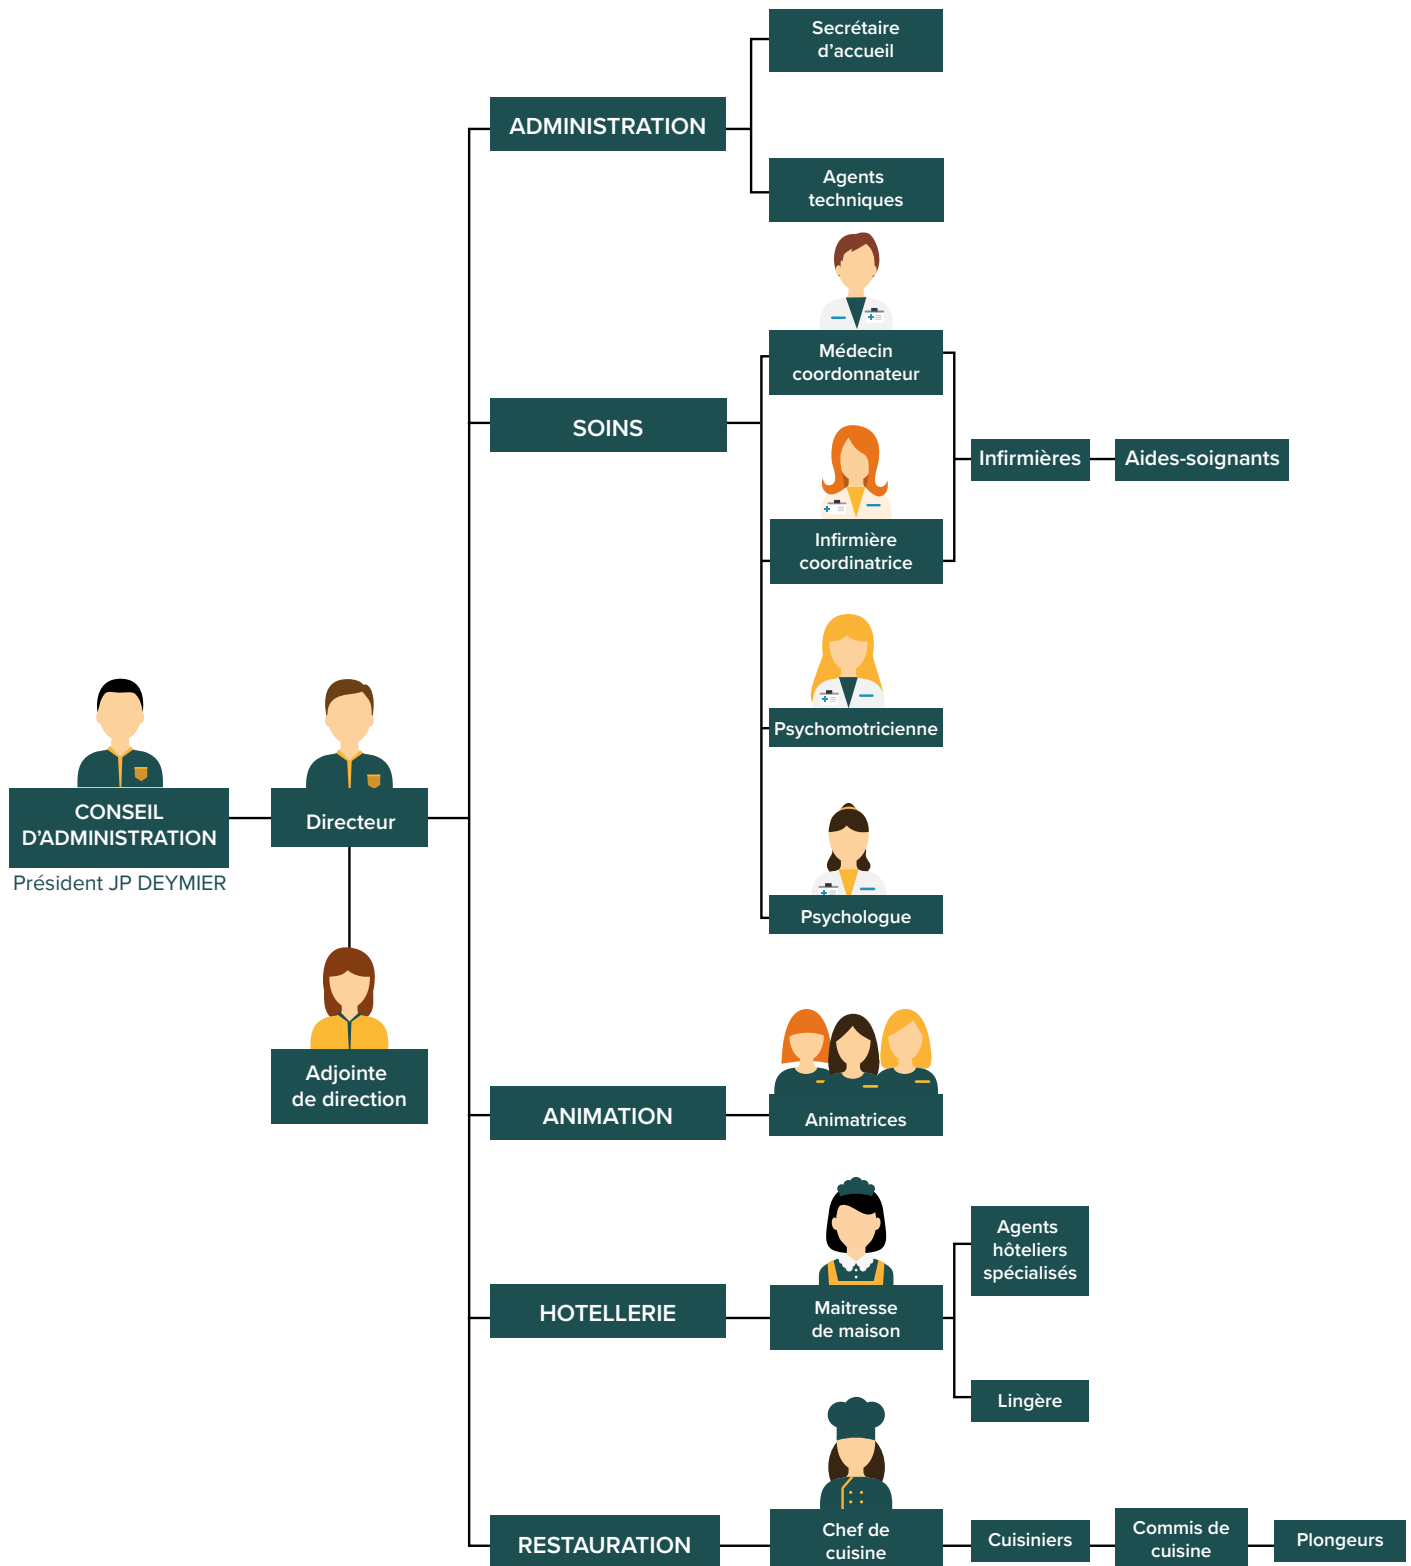 Secrétaire
d’accueil
ADMINISTRATION
Agents
techniques
Médecin
coordonnateur
SOINS
Infirmières
Aides-soignants
Infirmière
coordinatrice
Psychomotricienne
CONSEIL
D’ADMINISTRATION
Président JP DEYMIER
Directeur
Psychologue
Adjointe
de direction
ANIMATION
Animatrices
Agents
hôteliers
spécialisés
HOTELLERIE
Maitresse
de maison
Lingère
RESTAURATION
Chef de
cuisine
Cuisiniers
Commis de
cuisine
Plongeurs